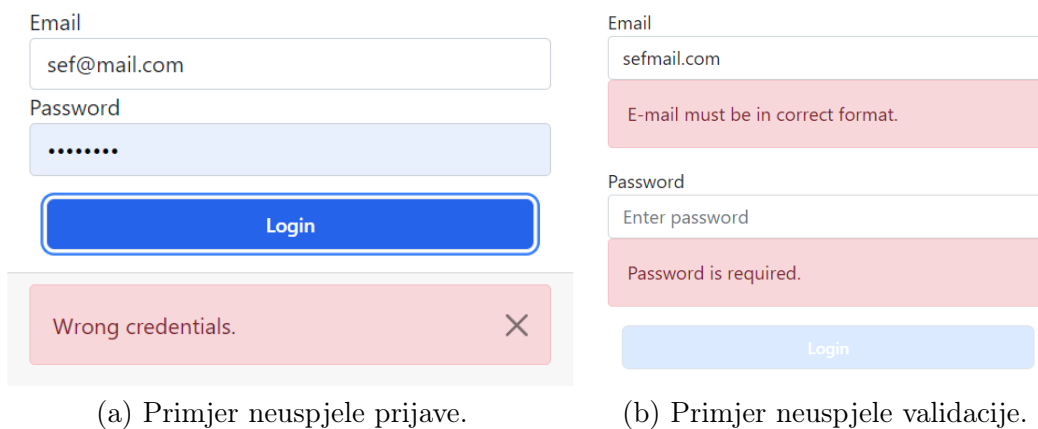 Email
sef@mail.com
Password
••••••••
Login
Wrong credentials.
(a) Primjer neuspjele prijave.
Email
sefmail.com
E-mail must be in correct format.
Password
Enter password
Password is required.
Login
(b) Primjer neuspjele validacije.